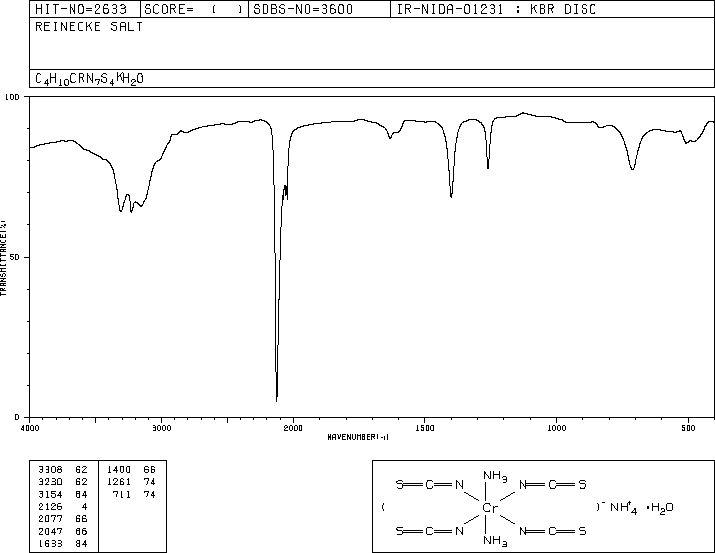 HIT-NO=2633 SCORE= ( ) SDBS-NO=3600 IR-NIDA-01231 : KBR DISC
REINECKE SALT
C4H10CRN7S4*H2O
100
50
0
TRANSMITTANCE(%)
4000 3000 2000 1500 1000 500
WAVENUMBER(-1)
3308 62 1400 66
3230 62 1261 74
3154 64 711 74
2126 4
2077 66
2047 66
1633 84
NH3
S C N N C S
( Cr )- NH4+ ·H2O
S C N N C S
NH3